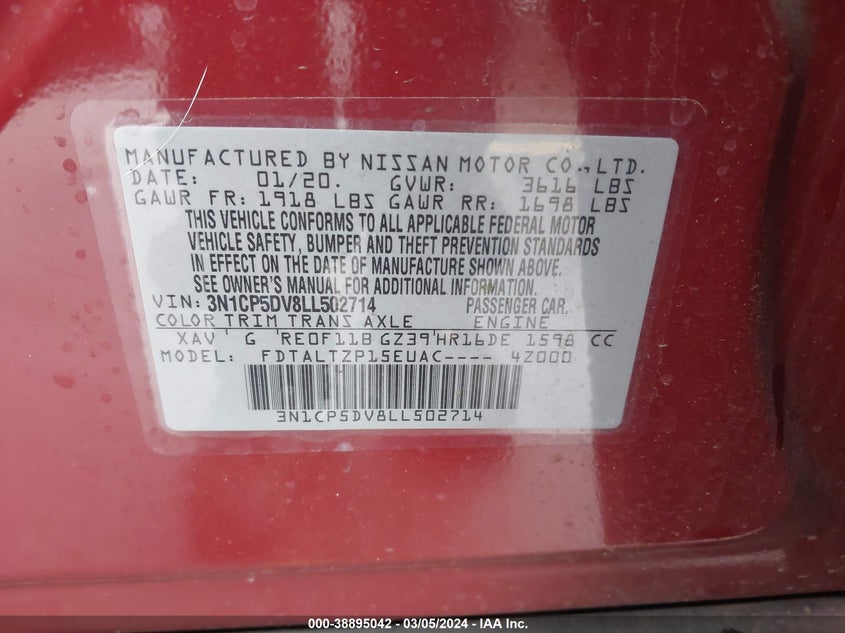 MANUFACTURED BY NISSAN MOTOR CO.,LTD.
DATE: 01/20. GVWR: 3616 LBS
GAWR FR: 1918 LBS GAWR RR: 1698 LBS
THIS VEHICLE CONFORMS TO ALL APPLICABLE FEDERAL MOTOR
VEHICLE SAFETY, BUMPER AND THEFT PREVENTION STANDARDS
IN EFFECT ON THE DATE OF MANUFACTURE SHOWN ABOVE.
SEE OWNER'S MANUAL FOR ADDITIONAL INFORMATION.
VIN: 3N1CP5DV8LL502714 PASSENGER CAR.
COLOR TRIM TRANS AXLE ENGINE
XAV ' G 'RE0F11B GZ39'HR16DE 1598 CC
MODEL: FDTALTZP15EUAC---- 4Z000
3N1CP5DV8LL502714
000-38895042 - 03/05/2024 - IAA Inc.